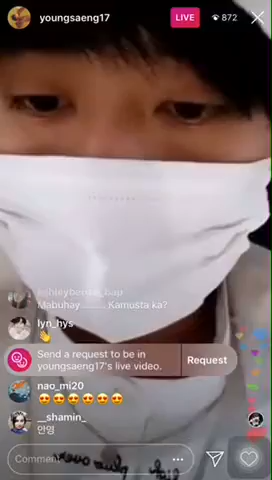 youngsaeng17
LIVE
872
Mabuhay......... Kamusta ka?
lyn_hys
👋
Send a request to be in
youngsaeng17's live video.
Request
nao_mi20
😍😍😍😍😍😍
__shamin_
안영
Comment